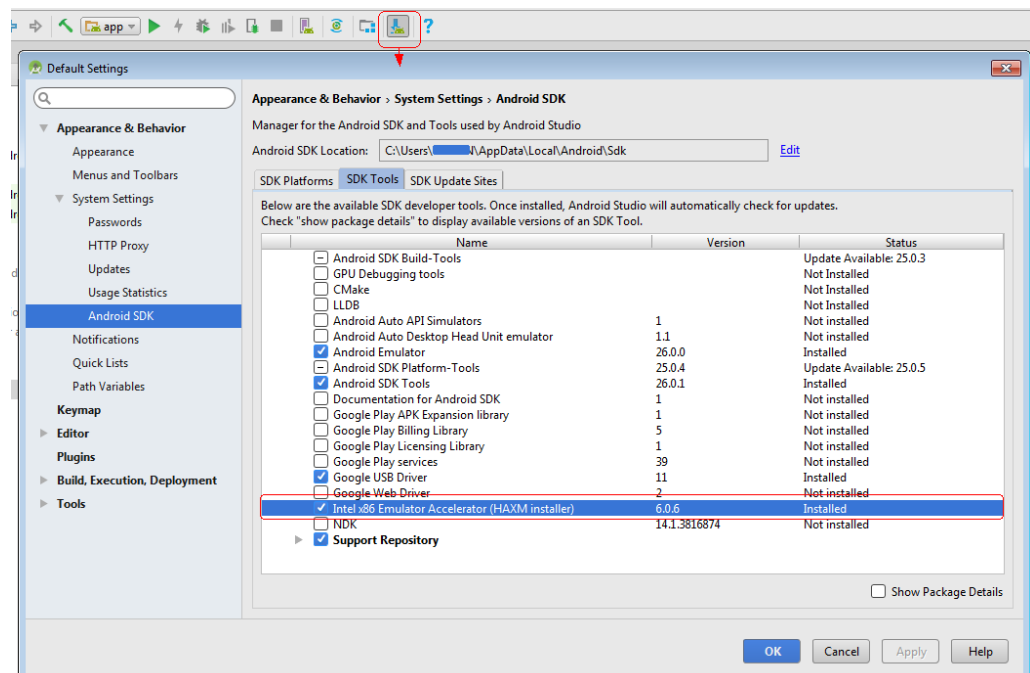 app
?
Default Settings
Appearance & Behavior › System Settings › Android SDK
Manager for the Android SDK and Tools used by Android Studio
Android SDK Location: C:\Users\ \AppData\Local\Android\Sdk Edit
Appearance & Behavior
Appearance
Menus and Toolbars
System Settings
Passwords
HTTP Proxy
Updates
Usage Statistics
Android SDK
Notifications
Quick Lists
Path Variables
Keymap
Editor
Plugins
Build, Execution, Deployment
Tools
SDK Platforms SDK Tools SDK Update Sites
Below are the available SDK developer tools. Once installed, Android Studio will automatically check for updates.
Check "show package details" to display available versions of an SDK Tool.
Name Version Status
Android SDK Build-Tools Update Available: 25.0.3
GPU Debugging tools Not Installed
CMake Not Installed
LLDB Not Installed
Android Auto API Simulators 1 Not installed
Android Auto Desktop Head Unit emulator 1.1 Not installed
Android Emulator 26.0.0 Installed
Android SDK Platform-Tools 25.0.4 Update Available: 25.0.5
Android SDK Tools 26.0.1 Installed
Documentation for Android SDK 1 Not installed
Google Play APK Expansion library 1 Not installed
Google Play Billing Library 5 Not installed
Google Play Licensing Library 1 Not installed
Google Play services 39 Not installed
Google USB Driver 11 Installed
Google Web Driver 2 Not installed
Intel x86 Emulator Accelerator (HAXM installer) 6.0.6 Installed
NDK 14.1.3816874 Not installed
Support Repository
Show Package Details
OK Cancel Apply Help